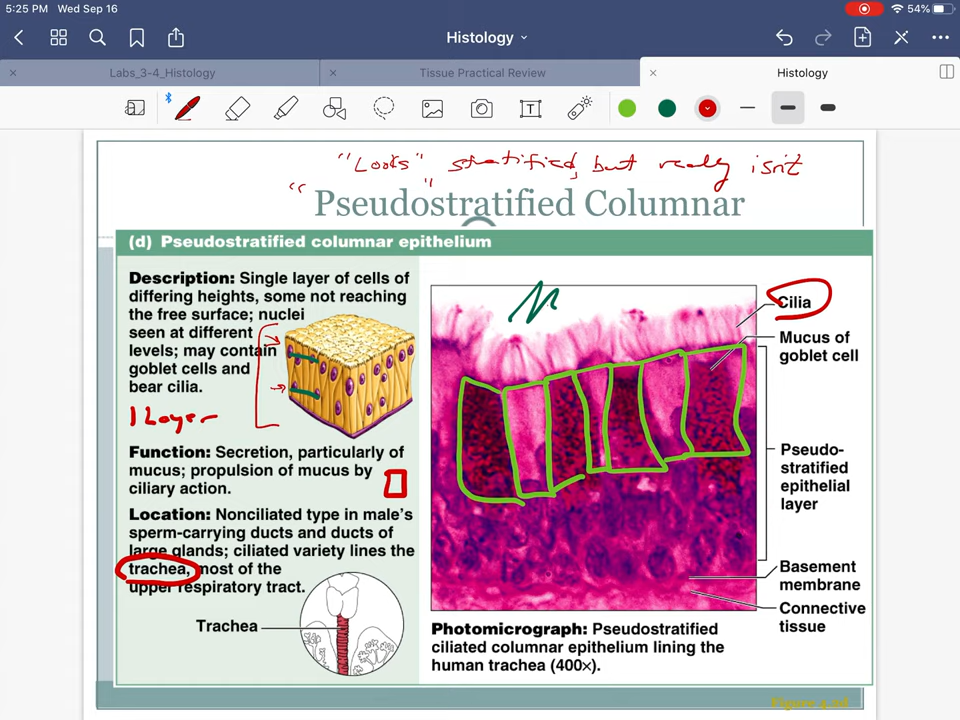 5:25 PM Wed Sep 16
54%
Histology
Labs_3-4_Histology
Tissue Practical Review
Histology
T
"Looks" stratified, but really isn't
" "
Pseudostratified Columnar
(d) Pseudostratified columnar epithelium
Description: Single layer of cells of
differing heights, some not reaching
the free surface; nuclei
seen at different
levels; may contain
goblet cells and
bear cilia.
1 Layer
Function: Secretion, particularly of
mucus; propulsion of mucus by
ciliary action.
Location: Nonciliated type in male's
sperm-carrying ducts and ducts of
large glands; ciliated variety lines the
trachea, most of the
upper respiratory tract.
Trachea
Cilia
Mucus of
goblet cell
Pseudo-
stratified
epithelial
layer
Basement
membrane
Connective
tissue
Photomicrograph: Pseudostratified
ciliated columnar epithelium lining the
human trachea (400×).